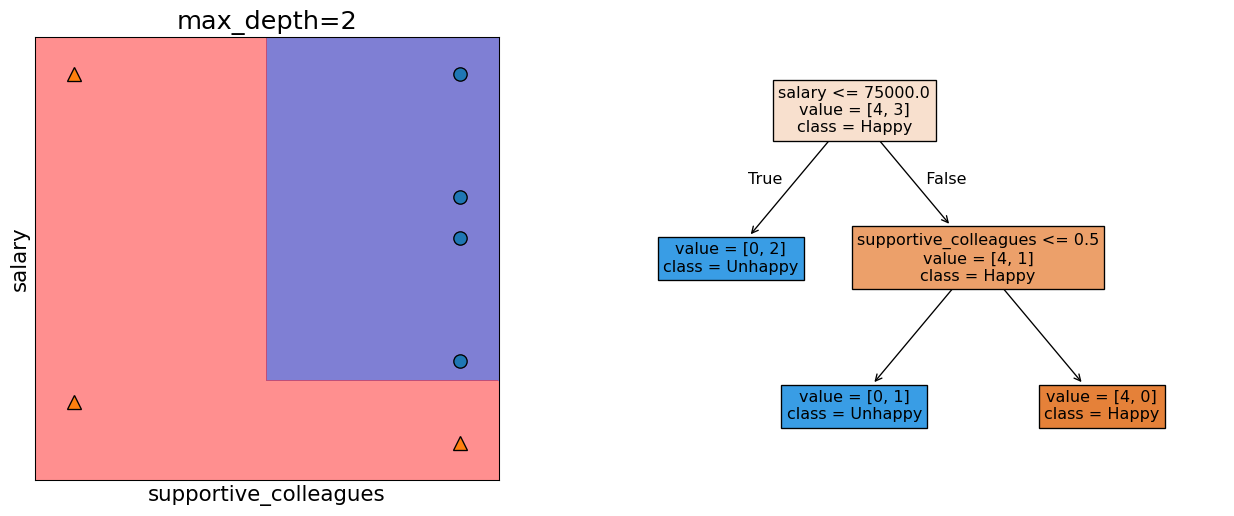 max_depth=2
salary
supportive_colleagues
salary <= 75000.0
value = [4, 3]
class = Happy
True
False
value = [0, 2]
class = Unhappy
supportive_colleagues <= 0.5
value = [4, 1]
class = Happy
value = [0, 1]
class = Unhappy
value = [4, 0]
class = Happy